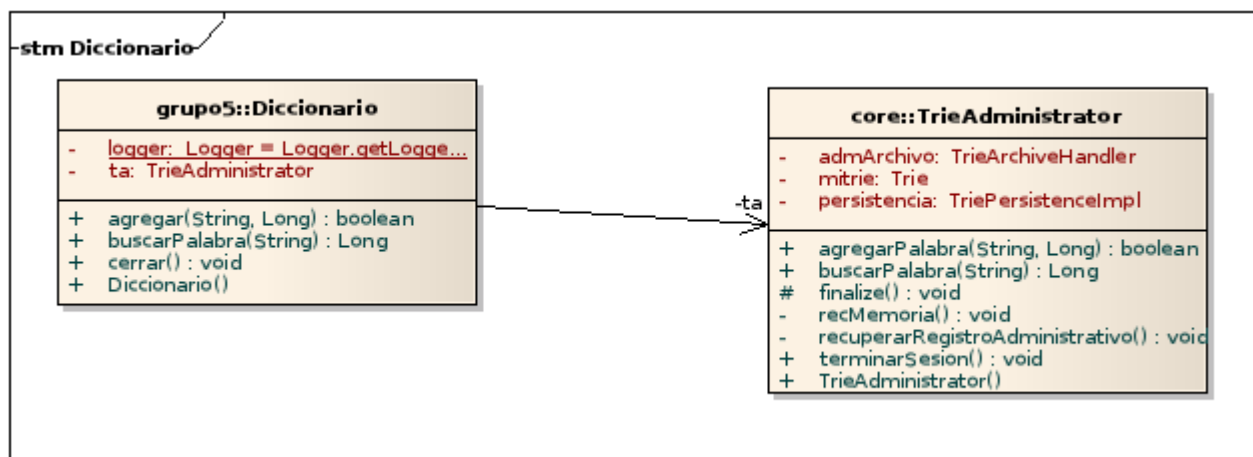 stm Diccionario
grupo5::Diccionario
- logger: Logger = Logger.getLogge...
- ta: TrieAdministrator
+ agregar(String, Long) : boolean
+ buscarPalabra(String) : Long
+ cerrar() : void
+ Diccionario()
-ta
core::TrieAdministrator
- admArchivo: TrieArchiveHandler
- mitrie: Trie
- persistencia: TriePersistenceImpl
+ agregarPalabra(String, Long) : boolean
+ buscarPalabra(String) : Long
# finalize() : void
- recMemoria() : void
- recuperarRegistroAdministrativo() : void
+ terminarSesion() : void
+ TrieAdministrator()